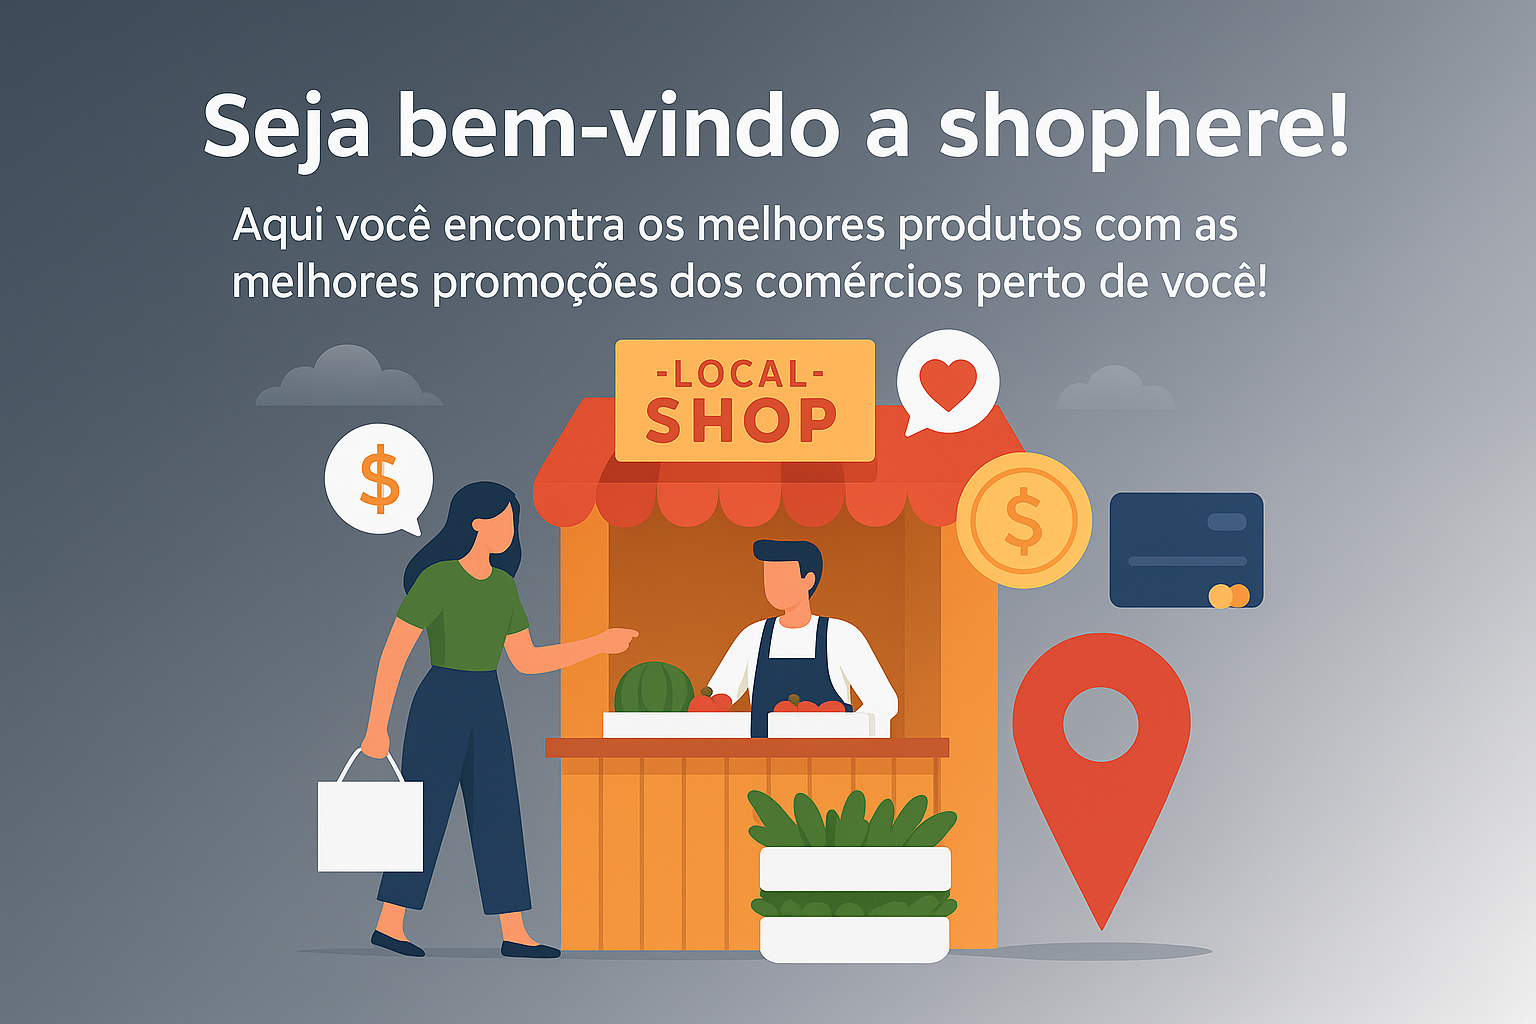 Seja bem-vindo a shophere!
Aqui você encontra os melhores produtos com as
melhores promoções dos comércios perto de você!
-LOCAL-
SHOP
$
$